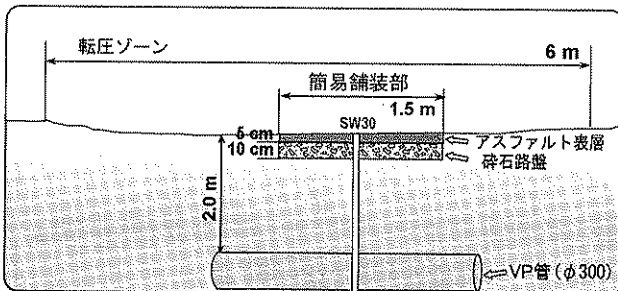 転圧ゾーン
6 m
簡易舗装部
1.5 m
SW30
5 cm
アスファルト表層
10 cm
砕石路盤
2.0 m
VP管(φ300)